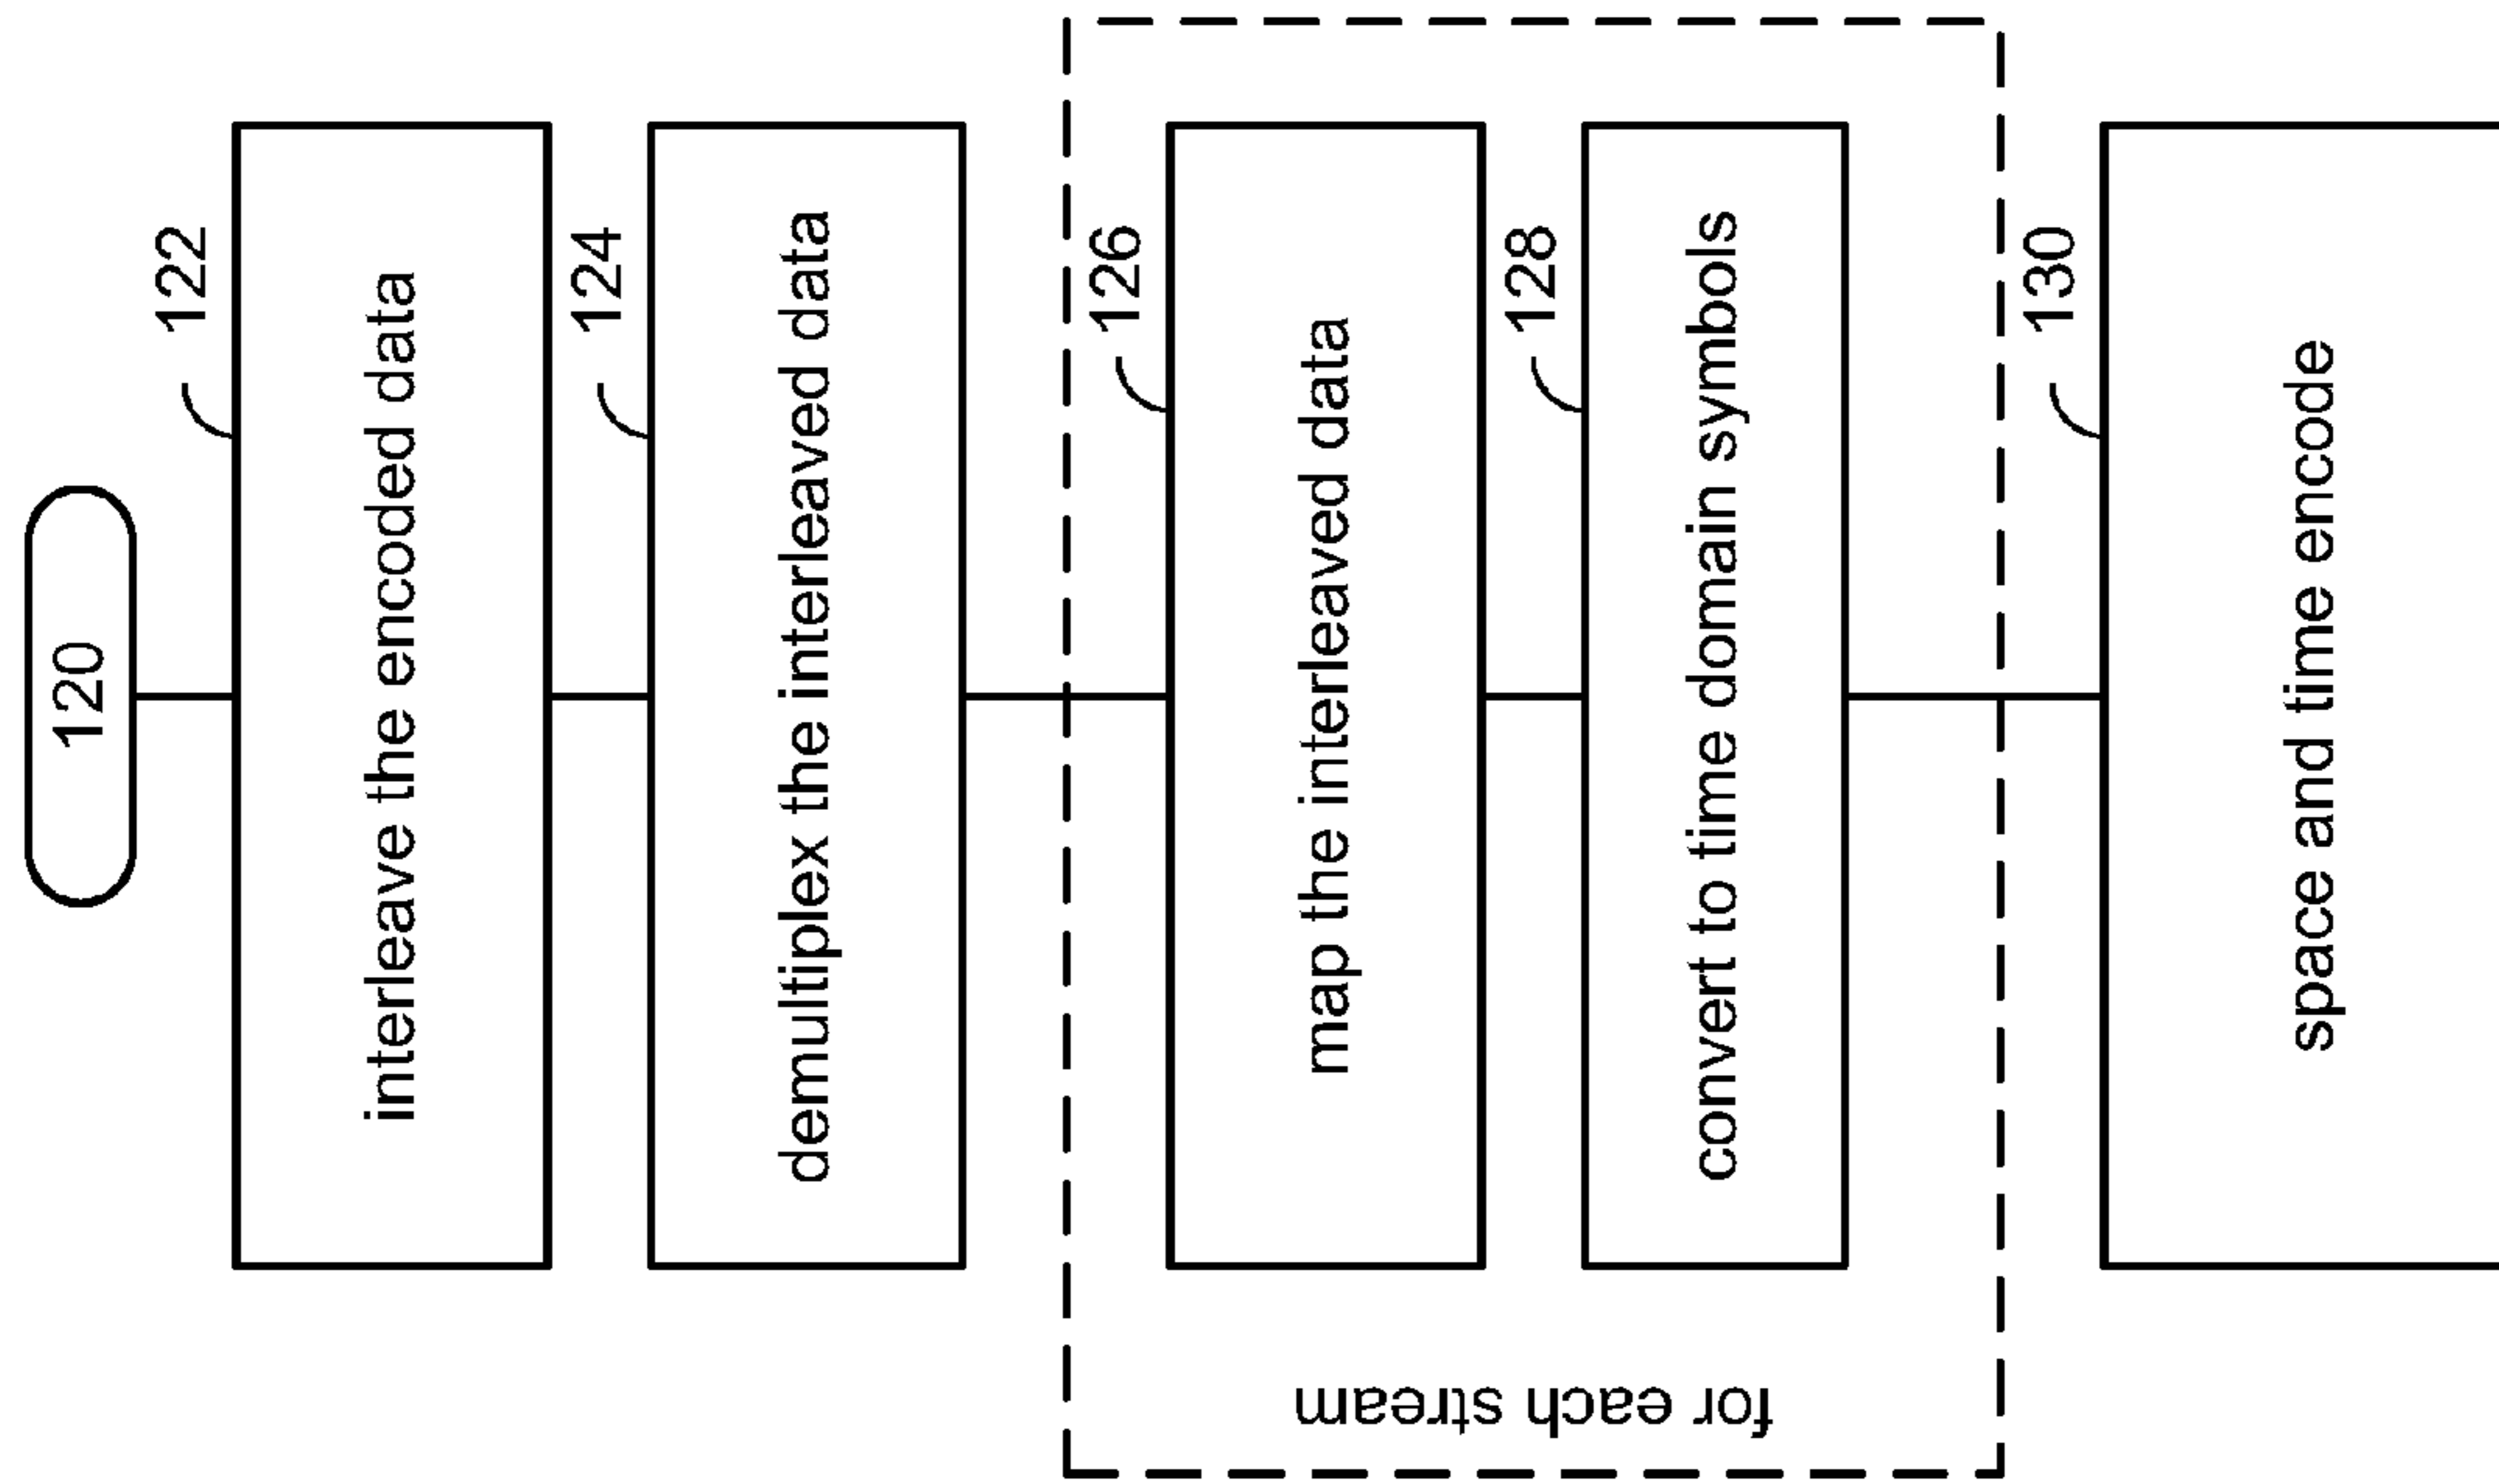 120
122
interleave the encoded data
124
demultiplex the interleaved data
for each stream
126
map the interleaved data
128
convert to time domain symbols
130
space and time encode